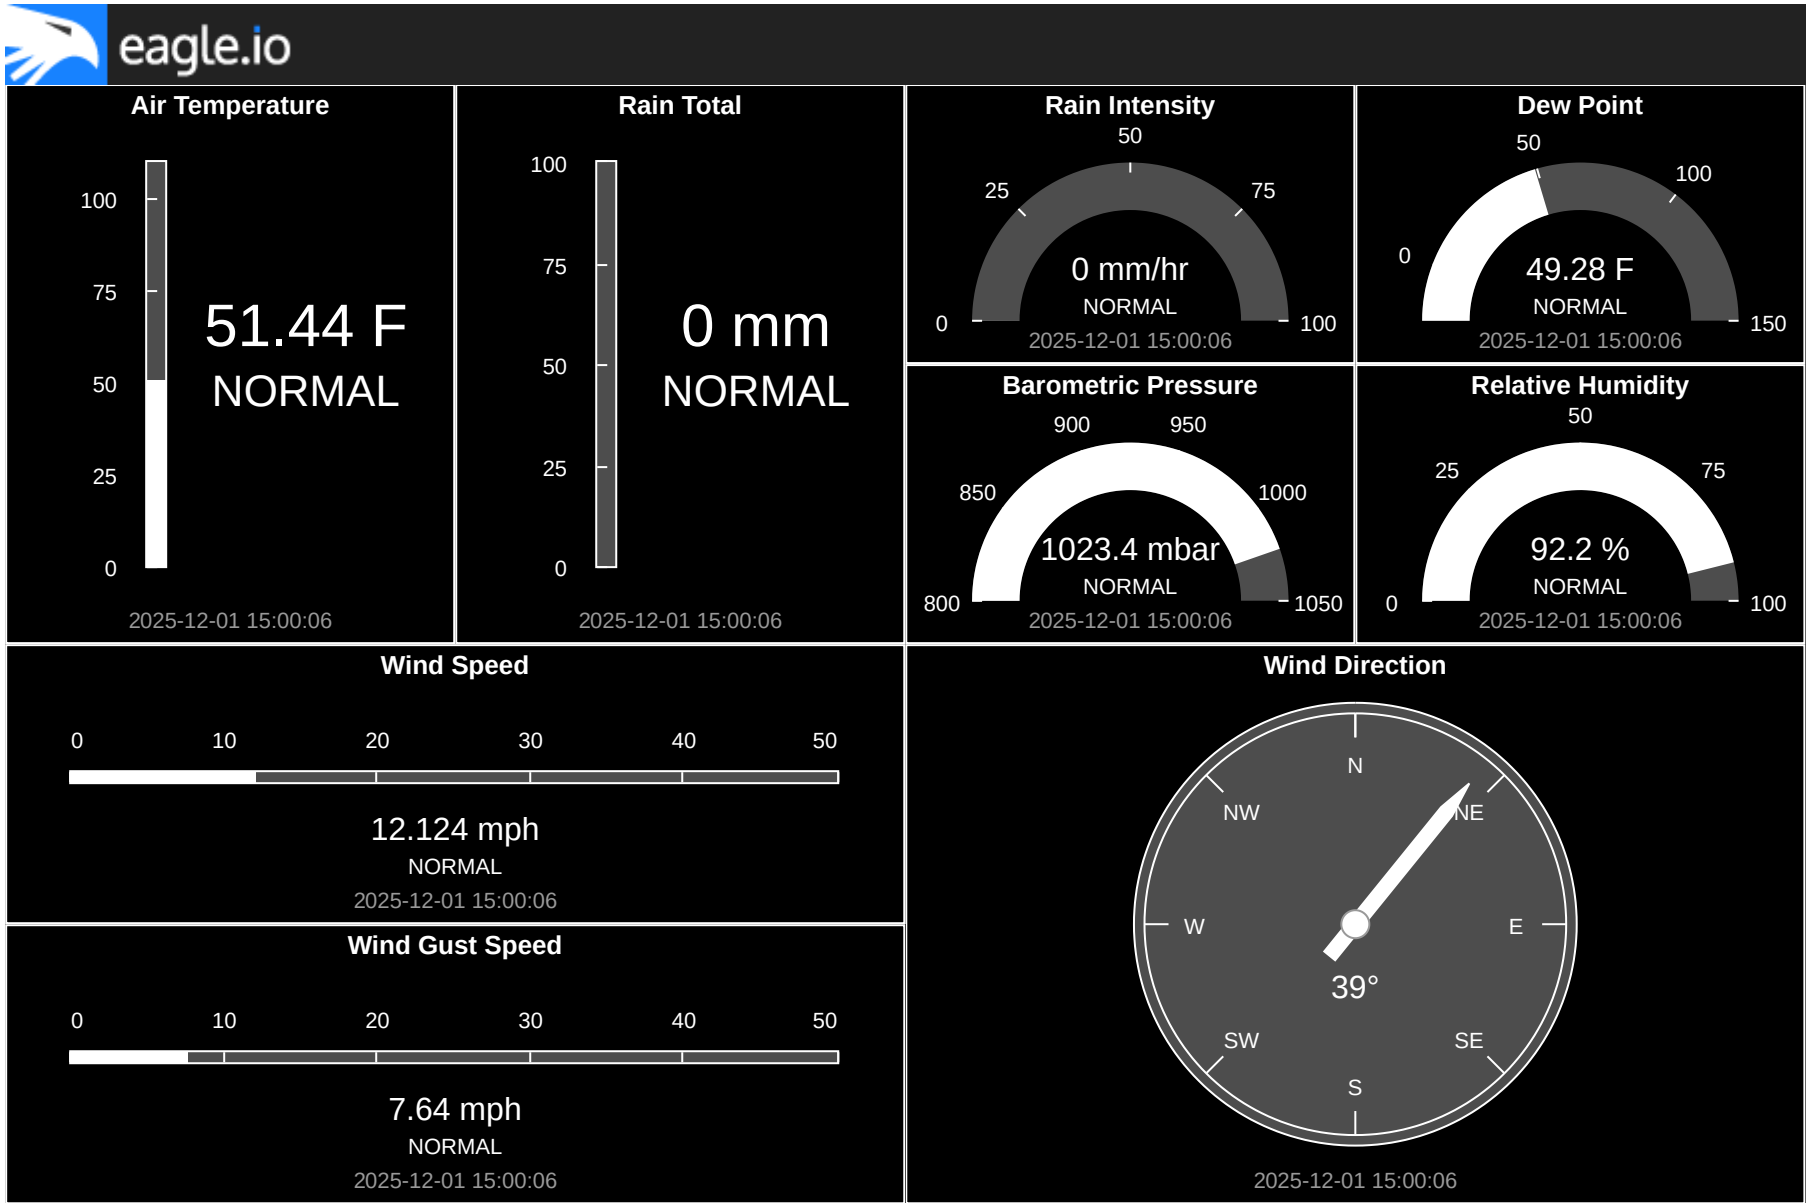 eagle.io
Air Temperature
100
75
50
25
0
51.44 F
NORMAL
2025-12-01 15:00:06
Rain Total
100
75
50
25
0
0 mm
NORMAL
2025-12-01 15:00:06
Rain Intensity
50
25
75
0
100
0 mm/hr
NORMAL
2025-12-01 15:00:06
Dew Point
50
100
0
150
49.28 F
NORMAL
2025-12-01 15:00:06
Barometric Pressure
900
950
850
1000
1023.4 mbar
NORMAL
800
1050
2025-12-01 15:00:06
Relative Humidity
50
25
75
92.2 %
NORMAL
0
100
2025-12-01 15:00:06
Wind Speed
0 10 20 30 40 50
12.124 mph
NORMAL
2025-12-01 15:00:06
Wind Gust Speed
0 10 20 30 40 50
7.64 mph
NORMAL
2025-12-01 15:00:06
Wind Direction
N
NW
NE
W
E
39°
SW
SE
S
2025-12-01 15:00:06